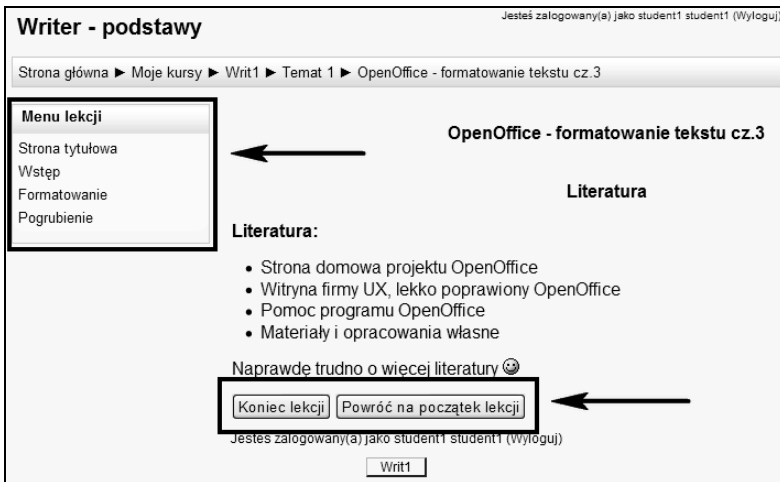 Jesteś zalogowany(a) jako student1 student1 (Wyloguj)
Writer - podstawy
Strona główna ► Moje kursy ► Writ1 ► Temat 1 ► OpenOffice - formatowanie tekstu cz.3
Menu lekcji
Strona tytułowa
Wstęp
Formatowanie
Pogrubienie
OpenOffice - formatowanie tekstu cz.3
Literatura
Literatura:
• Strona domowa projektu OpenOffice
• Witryna firmy UX, lekko poprawiony OpenOffice
• Pomoc programu OpenOffice
• Materiały i opracowania własne
Naprawdę trudno o więcej literatury
Koniec lekcji Powróć na początek lekcji
Jesteś zalogowany(a) jako student1 student1 (Wyloguj)
Writ1